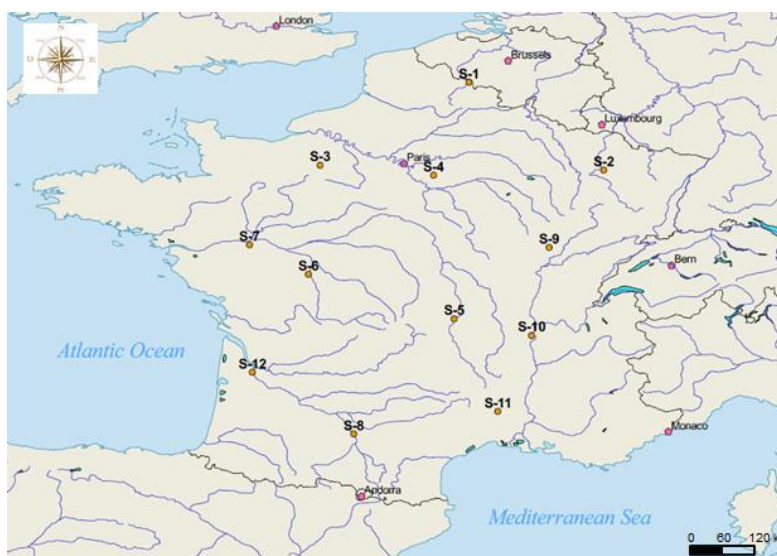 London
N
O E
S
Brussels
S-1
Luxembourg
S-3
Paris
S-4
S-2
S-7
S-9
Bern
S-6
S-5
S-10
Atlantic Ocean
S-12
S-11
S-8
Monaco
Andorra
Mediterranean Sea
0 60 120